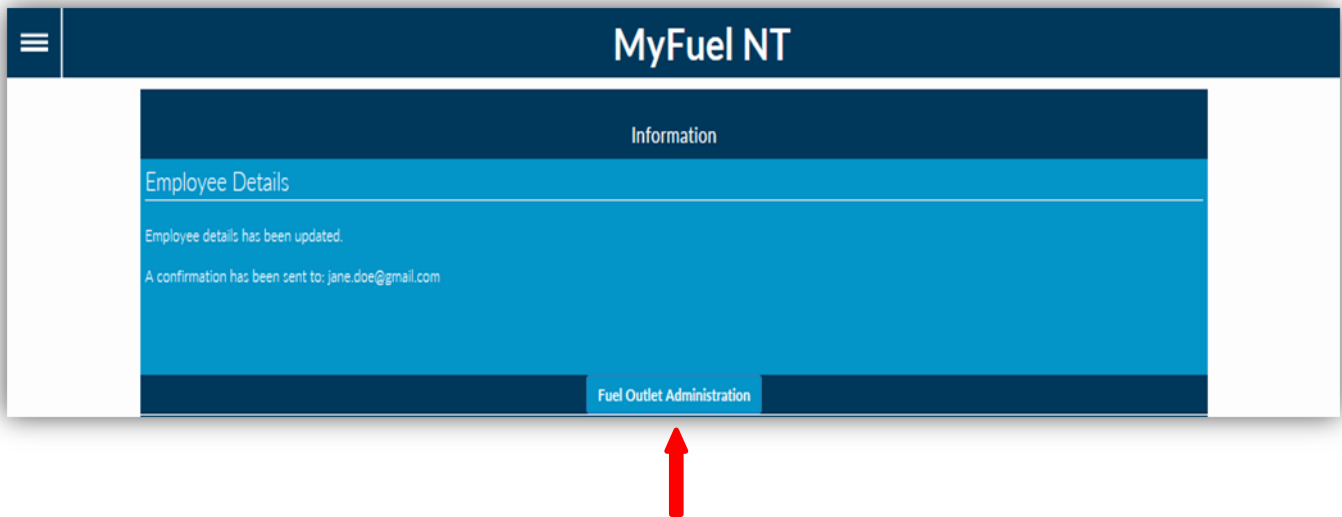 MyFuel NT
Information
Employee Details
Employee details has been updated.
A confirmation has been sent to: jane.doe@gmail.com
Fuel Outlet Administration